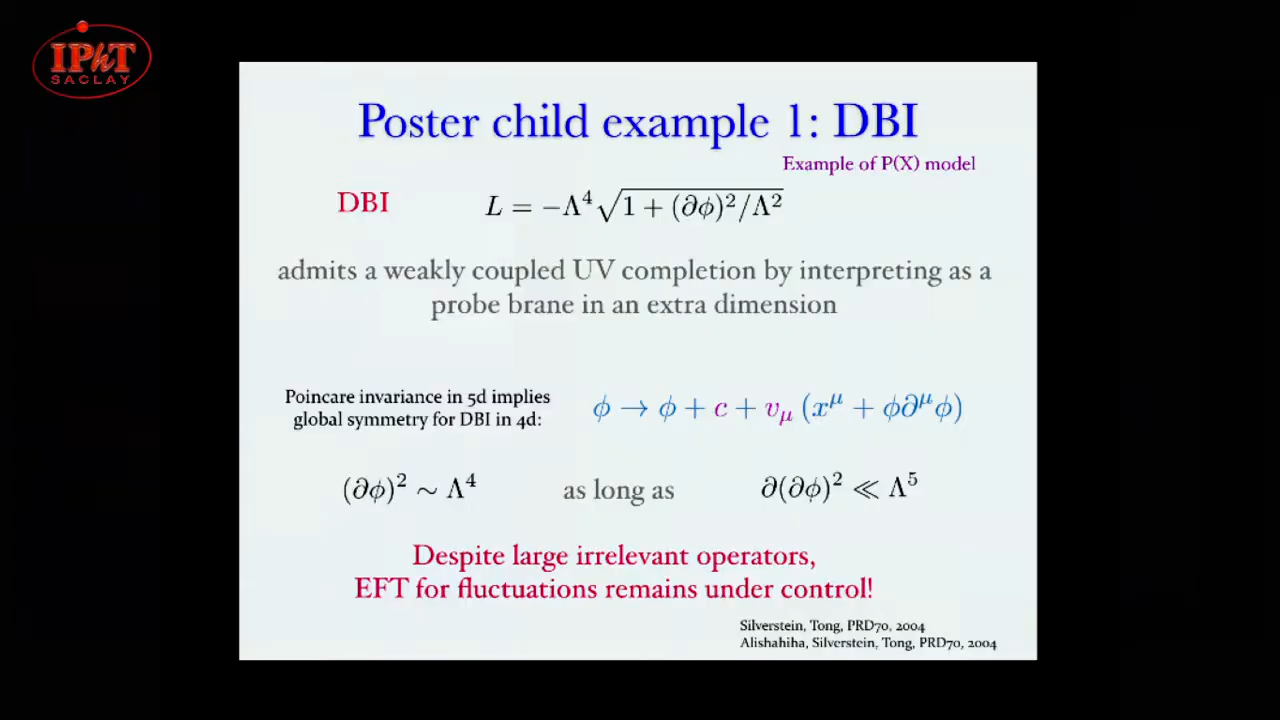 IPhT
SACLAY
Poster child example 1: DBI
Example of P(X) model
DBI
L = −Λ⁴√(1 + (∂φ)²/Λ²)
admits a weakly coupled UV completion by interpreting as a
probe brane in an extra dimension
Poincare invariance in 5d implies
global symmetry for DBI in 4d:
φ → φ + c + v_μ (x^μ + φ∂^μφ)
(∂φ)² ∼ Λ⁴ as long as ∂(∂φ)² ≪ Λ⁵
Despite large irrelevant operators,
EFT for fluctuations remains under control!
Silverstein, Tong, PRD70, 2004
Alishahiha, Silverstein, Tong, PRD70, 2004